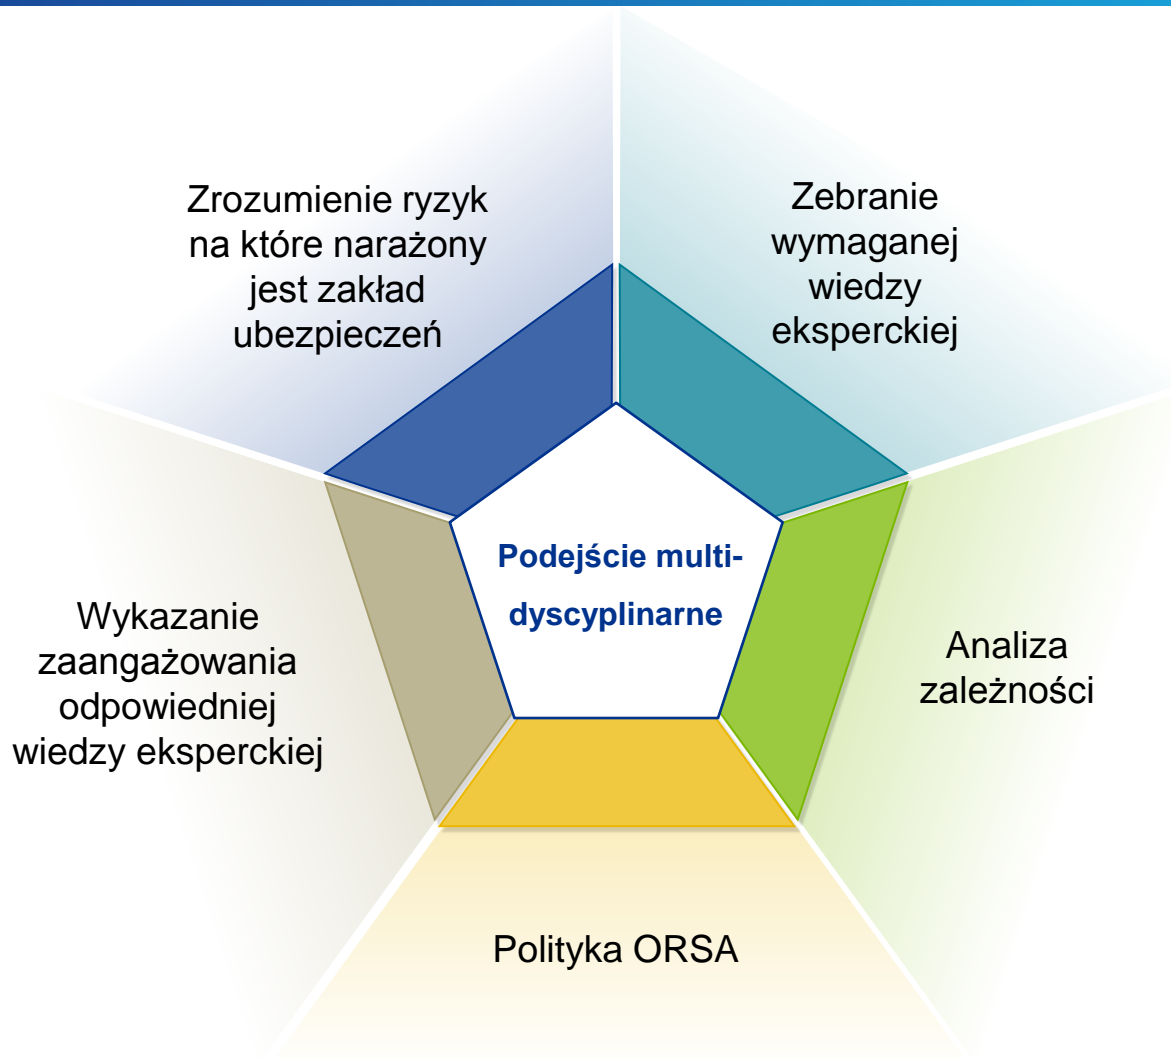 Zrozumienie ryzyk
na które narażony
jest zakład
ubezpieczeń
Zebranie
wymaganej
wiedzy
eksperckiej
Podejście multi-
dyscyplinarne
Wykazanie
zaangażowania
odpowiedniej
wiedzy eksperckiej
Analiza
zależności
Polityka ORSA